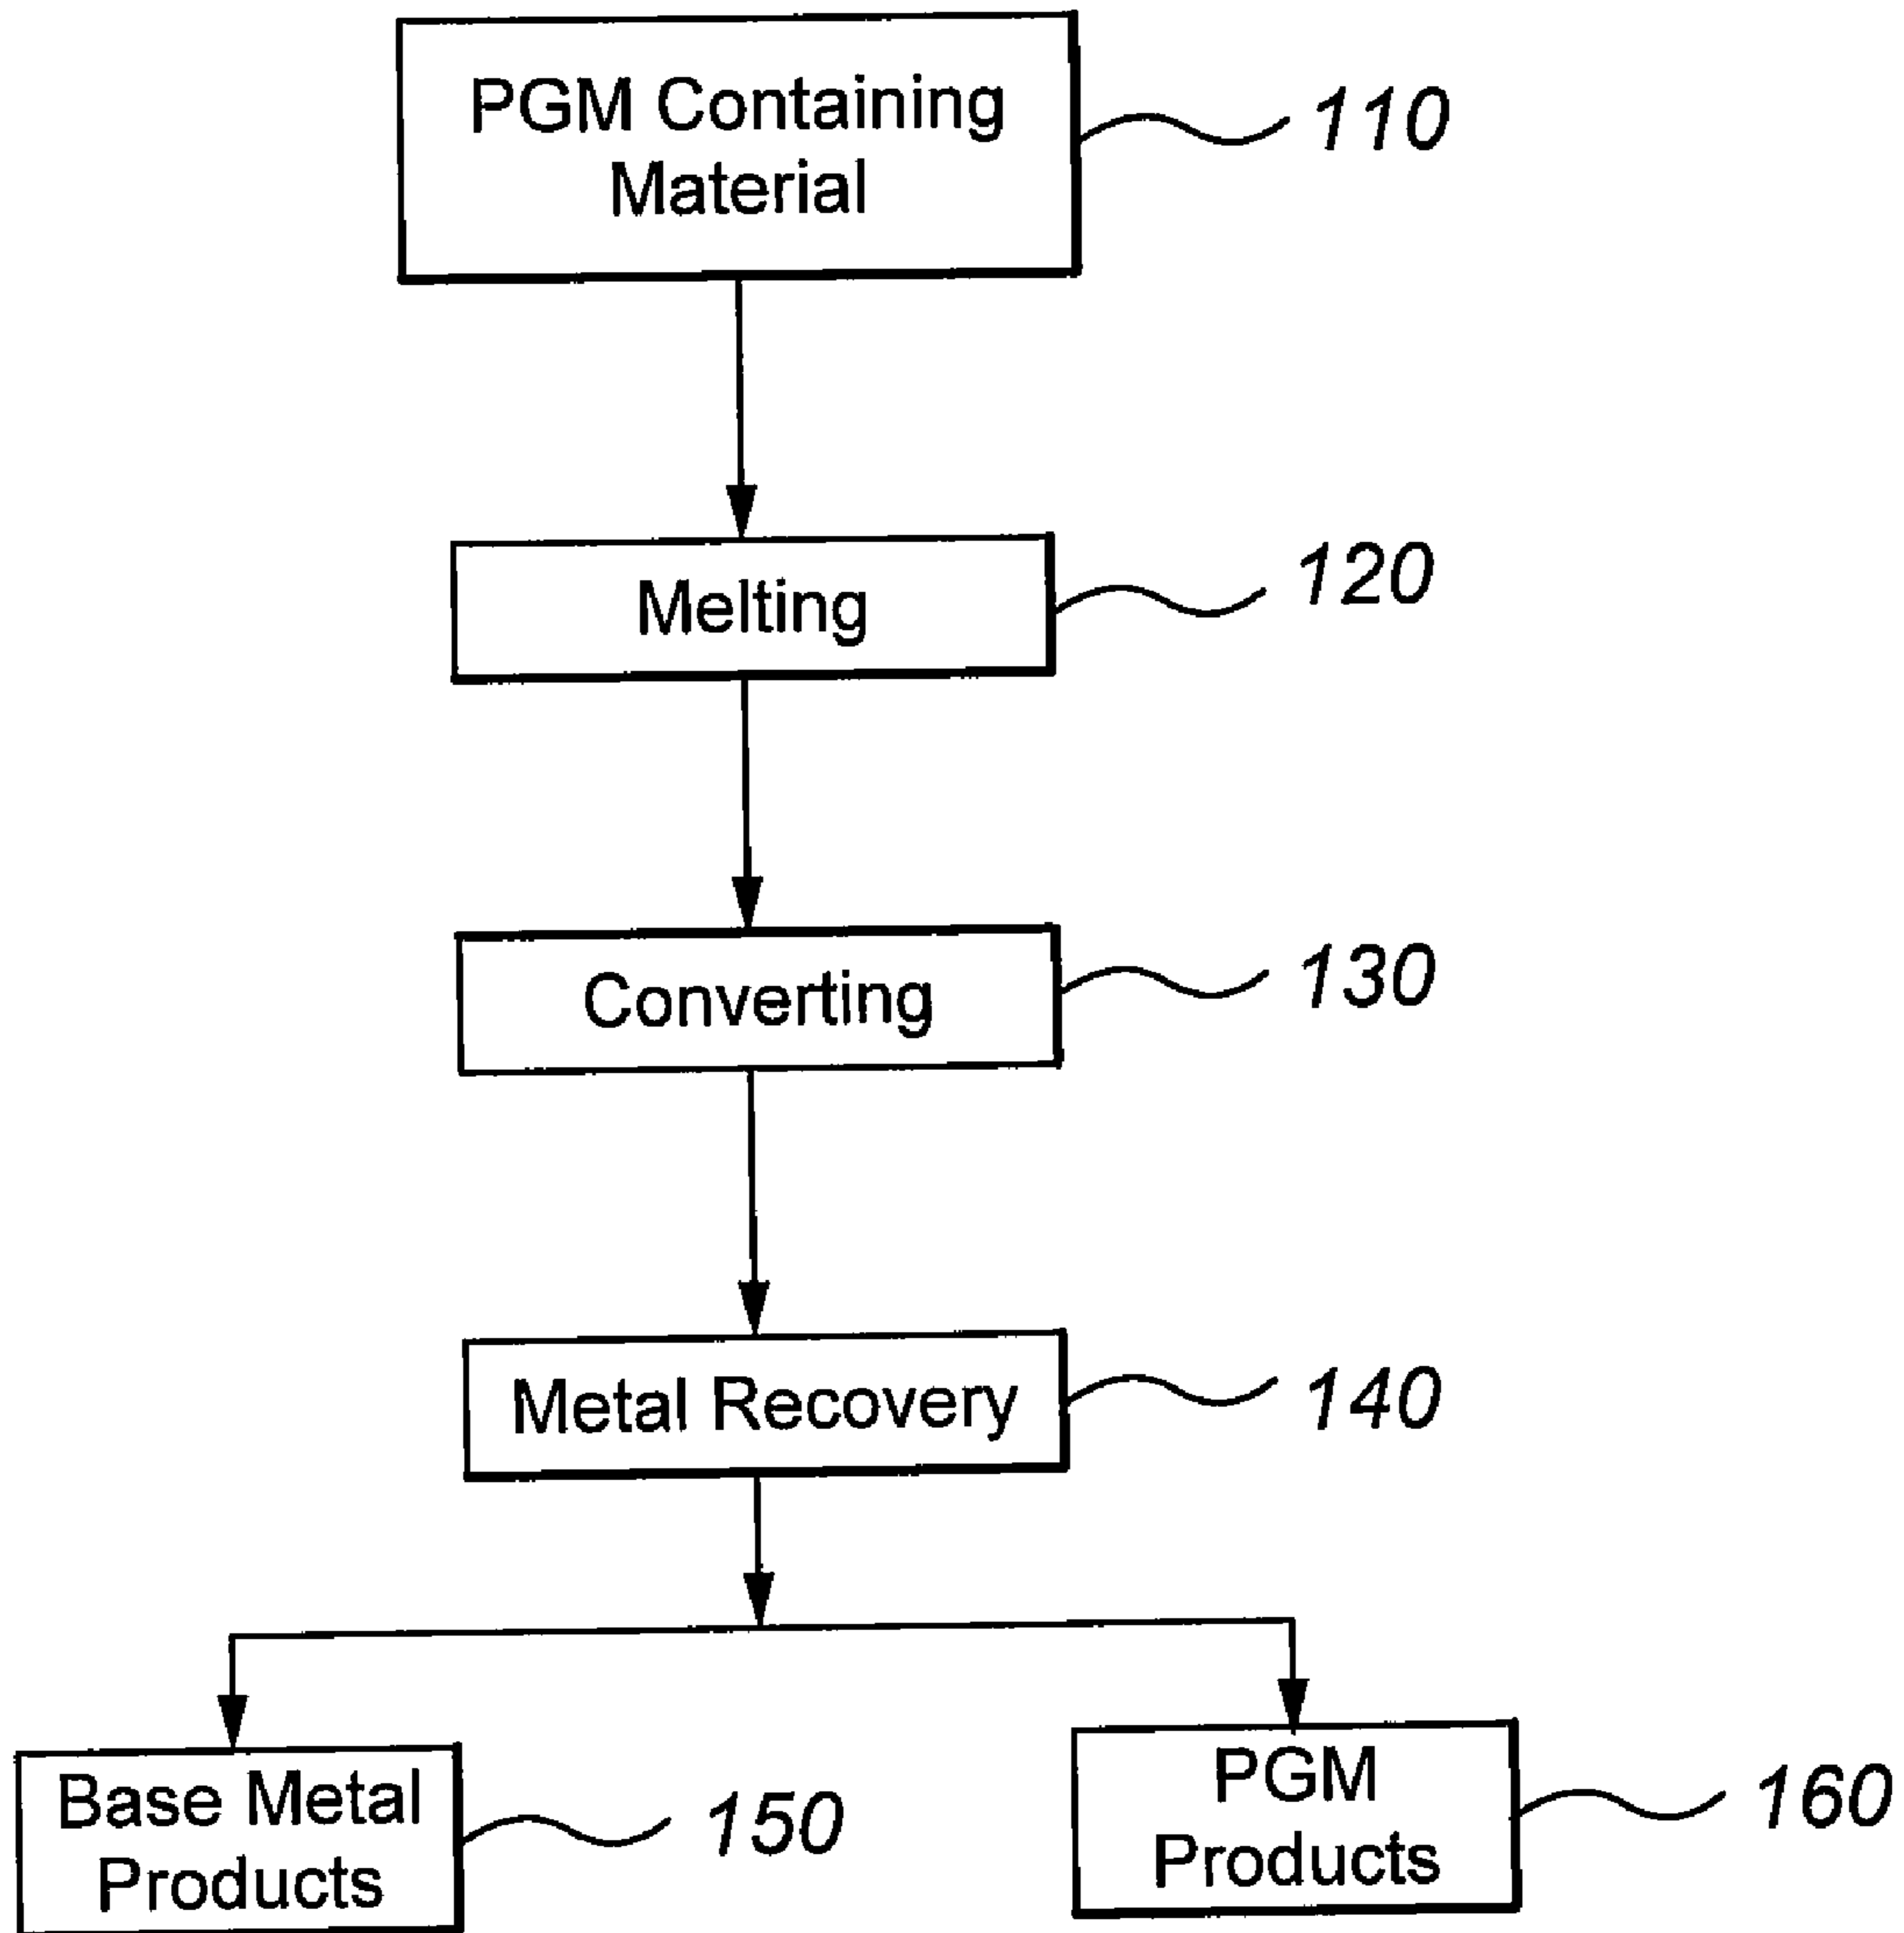 PGM Containing
Material
110
Melting
120
Converting
130
Metal Recovery
140
Base Metal
Products
150
PGM
Products
160